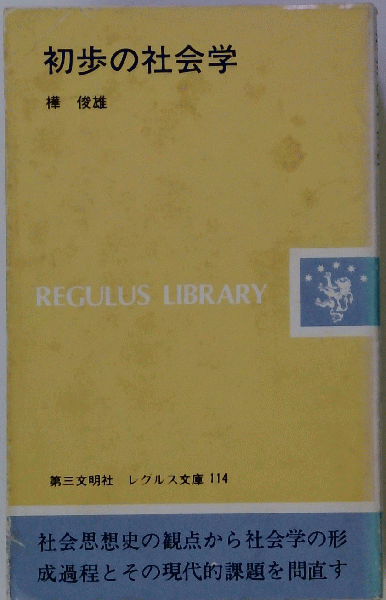 初歩の社会学
樺 俊雄
REGULUS LIBRARY
第三文明社 レグルス文庫 114
社会思想史の観点から社会学の形
成過程とその現代的課題を問直す